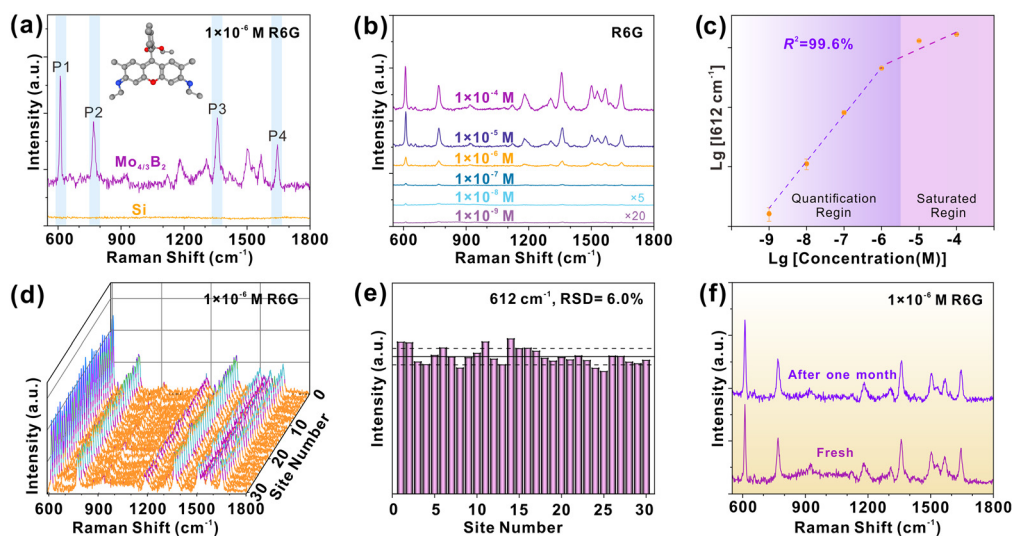 (a)
1×10⁻⁶ M R6G
P1
P2
P3
P4
Mo₄/₃B₂
Si
Intensity (a.u.)
600 900 1200 1500 1800
Raman Shift (cm⁻¹)
(b)
R6G
1×10⁻⁴ M
1×10⁻⁵ M
1×10⁻⁶ M
1×10⁻⁷ M
1×10⁻⁸ M
×5
1×10⁻⁹ M
×20
Intensity (a.u.)
600 900 1200 1500 1800
Raman Shift (cm⁻¹)
(c)
R²=99.6%
Quantification
Regin
Saturated
Regin
Lg [I612 cm⁻¹)
-9 -8 -7 -6 -5 -4
Lg [Concentration(M)]
(d)
1×10⁻⁶ M R6G
Intensity (a.u.)
600 900 1200 1500 1800
Raman Shift (cm⁻¹)
0
10
20
30
Site Number
(e)
612 cm⁻¹, RSD= 6.0%
Intensity (a.u.)
0 5 10 15 20 25 30
Site Number
(f)
1×10⁻⁶ M R6G
After one month
Fresh
Intensity (a.u.)
600 900 1200 1500 1800
Raman Shift (cm⁻¹)